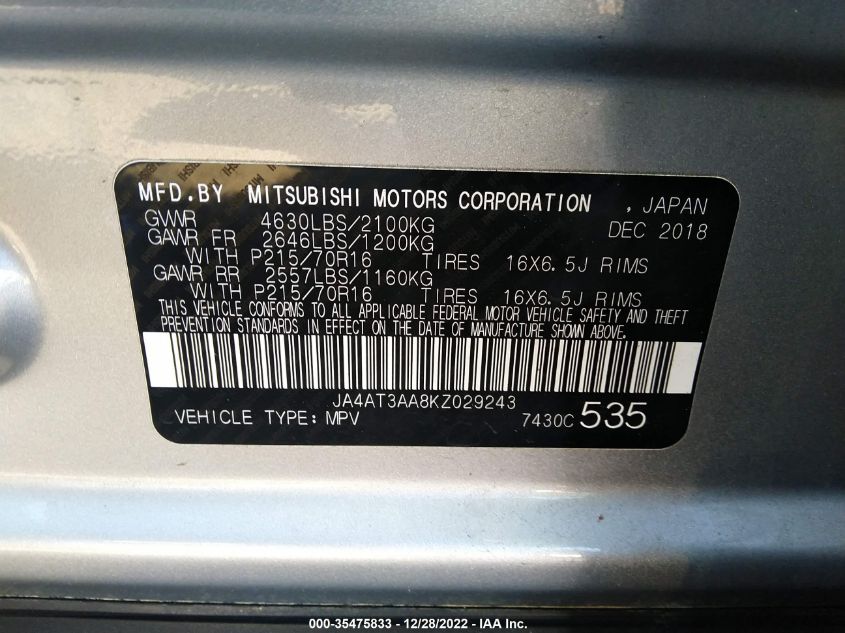 MFD.BY MITSUBISHI MOTORS CORPORATION , JAPAN
GVWR 4630LBS/2100KG DEC 2018
GAWR FR 2646LBS/1200KG
WITH P215/70R16 TIRES 16X6.5J RIMS
GAWR RR 2557LBS/1160KG
WITH P215/70R16 TIRES 16X6.5J RIMS
THIS VEHICLE CONFORMS TO ALL APPLICABLE FEDERAL MOTOR VEHICLE SAFETY AND THEFT
PREVENTION STANDARDS IN EFFECT ON THE DATE OF MANUFACTURE SHOWN ABOVE.
JA4AT3AA8KZ029243
VEHICLE TYPE: MPV 7430C 535
000-35475833 - 12/28/2022 - IAA Inc.